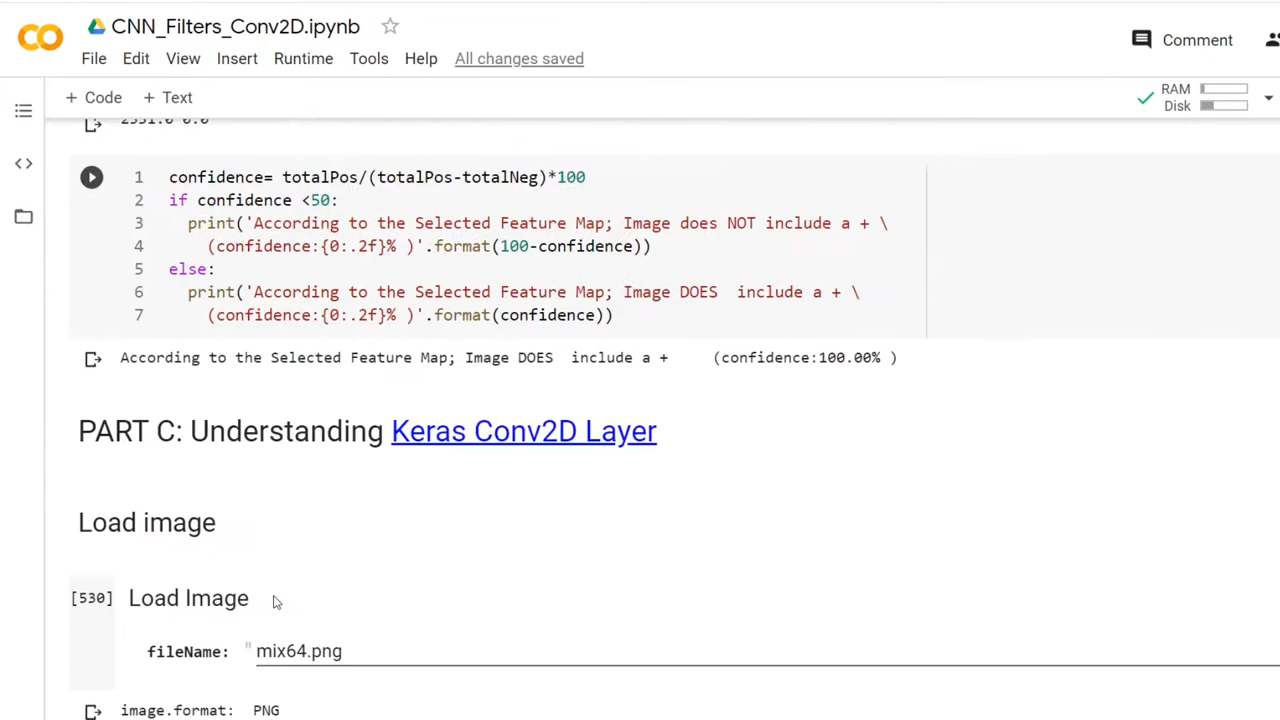 CNN_Filters_Conv2D.ipynb
File Edit View Insert Runtime Tools Help All changes saved
Comment
+ Code + Text
RAM
Disk
2551.0 0.0
1 confidence= totalPos/(totalPos-totalNeg)*100
2 if confidence <50:
3 print('According to the Selected Feature Map; Image does NOT include a + \
4 (confidence:{0:.2f}% )'.format(100-confidence))
5 else:
6 print('According to the Selected Feature Map; Image DOES  include a + \
7 (confidence:{0:.2f}% )'.format(confidence))
According to the Selected Feature Map; Image DOES  include a +    (confidence:100.00% )
PART C: Understanding Keras Conv2D Layer
Load image
[530] Load Image
fileName: " mix64.png
image.format: PNG